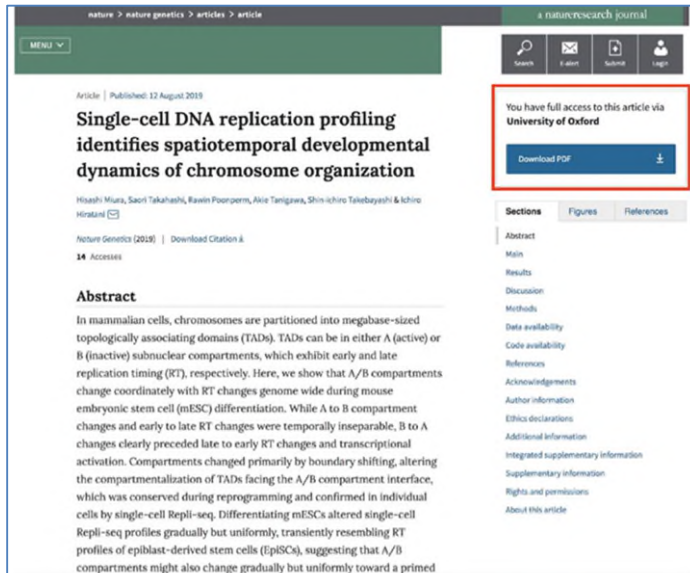 nature > nature genetics > articles > article
a natureresearch journal
MENU
Search
E-alert
Submit
Login
Article | Published: 12 August 2019
Single-cell DNA replication profiling
identifies spatiotemporal developmental
dynamics of chromosome organization
Hisashi Miura, Saori Takahashi, Rawin Poonperm, Akie Tanigawa, Shin-ichiro Takebayashi & Ichiro
Hiratani
Nature Genetics (2019) | Download Citation
14 Accesses
Abstract
In mammalian cells, chromosomes are partitioned into megabase-sized
topologically associating domains (TADs). TADs can be in either A (active) or
B (inactive) subnuclear compartments, which exhibit early and late
replication timing (RT), respectively. Here, we show that A/B compartments
change coordinately with RT changes genome wide during mouse
embryonic stem cell (mESC) differentiation. While A to B compartment
changes and early to late RT changes were temporally inseparable, B to A
changes clearly preceded late to early RT changes and transcriptional
activation. Compartments changed primarily by boundary shifting, altering
the compartmentalization of TADs facing the A/B compartment interface,
which was conserved during reprogramming and confirmed in individual
cells by single-cell Repli-seq. Differentiating mESCs altered single-cell
Repli-seq profiles gradually but uniformly, transiently resembling RT
profiles of epiblast-derived stem cells (EpiSCs), suggesting that A/B
compartments might also change gradually but uniformly toward a primed
You have full access to this article via
University of Oxford
Download PDF
Sections
Figures
References
Abstract
Main
Results
Discussion
Methods
Data availability
Code availability
References
Acknowledgements
Author information
Ethics declarations
Additional information
Integrated supplementary information
Supplementary information
Rights and permissions
About this article